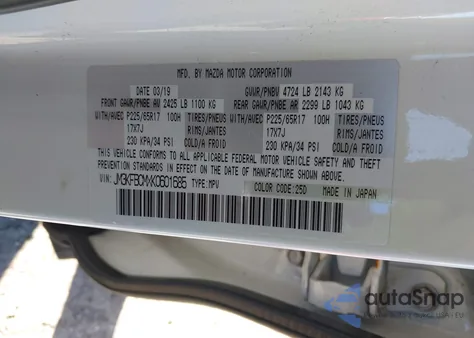 MFD. BY MAZDA MOTOR CORPORATION
DATE 03/19 GVWR/PNBV 4724 LB 2143 KG
FRONT GAWR/PNBE AV 2425 LB 1100 KG REAR GAWR/PNBE AR 2299 LB 1043 KG
WITH/AVEC P225/65R17 100H TIRES/PNEUS WITH/AVEC P225/65R17 100H TIRES/PNEUS
17X7J RIMS/JANTES 17X7J RIMS/JANTES
230 KPA/34 PSI COLD/A FROID 230 KPA/34 PSI COLD/A FROID
THIS VEHICLE CONFORMS TO ALL APPLICABLE FEDERAL MOTOR VEHICLE SAFETY AND THEFT PREVENTION STANDARDS
IN EFFECT ON THE DATE OF MANUFACTURE SHOWN ABOVE.
TYPE: MPV COLOR CODE: 25D MADE IN JAPAN
autoSnap